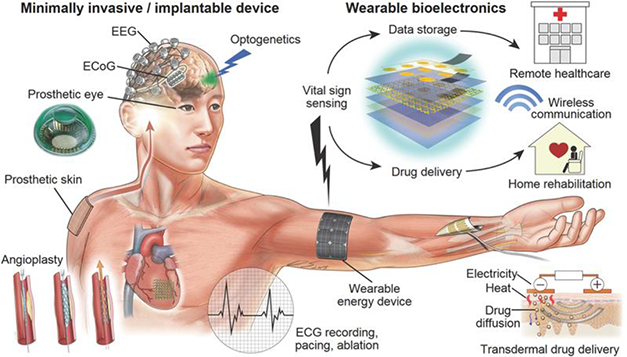 Minimally invasive / implantable device
EEG
ECoG
Optogenetics
Prosthetic eye
Prosthetic skin
Angioplasty
ECG recording,
pacing, ablation
Wearable bioelectronics
Data storage
Vital sign
sensing
Drug delivery
Remote healthcare
Wireless
communication
Home rehabilitation
Wearable
energy device
Electricity
Heat
Drug
diffusion
− +
Transdermal drug delivery